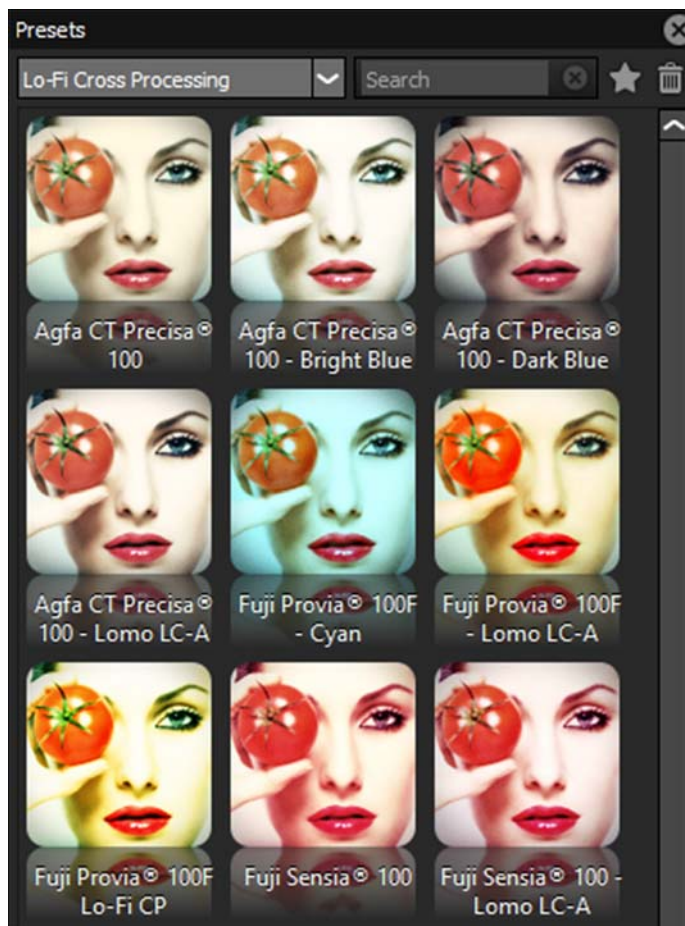 Presets
Lo-Fi Cross Processing
Search
Agfa CT Precisa®
100
Agfa CT Precisa®
100 - Bright Blue
Agfa CT Precisa®
100 - Dark Blue
Agfa CT Precisa®
100 - Lomo LC-A
Fuji Provia® 100F
- Cyan
Fuji Provia® 100F
- Lomo LC-A
Fuji Provia® 100F
Lo-Fi CP
Fuji Sensia® 100
Fuji Sensia® 100 -
Lomo LC-A